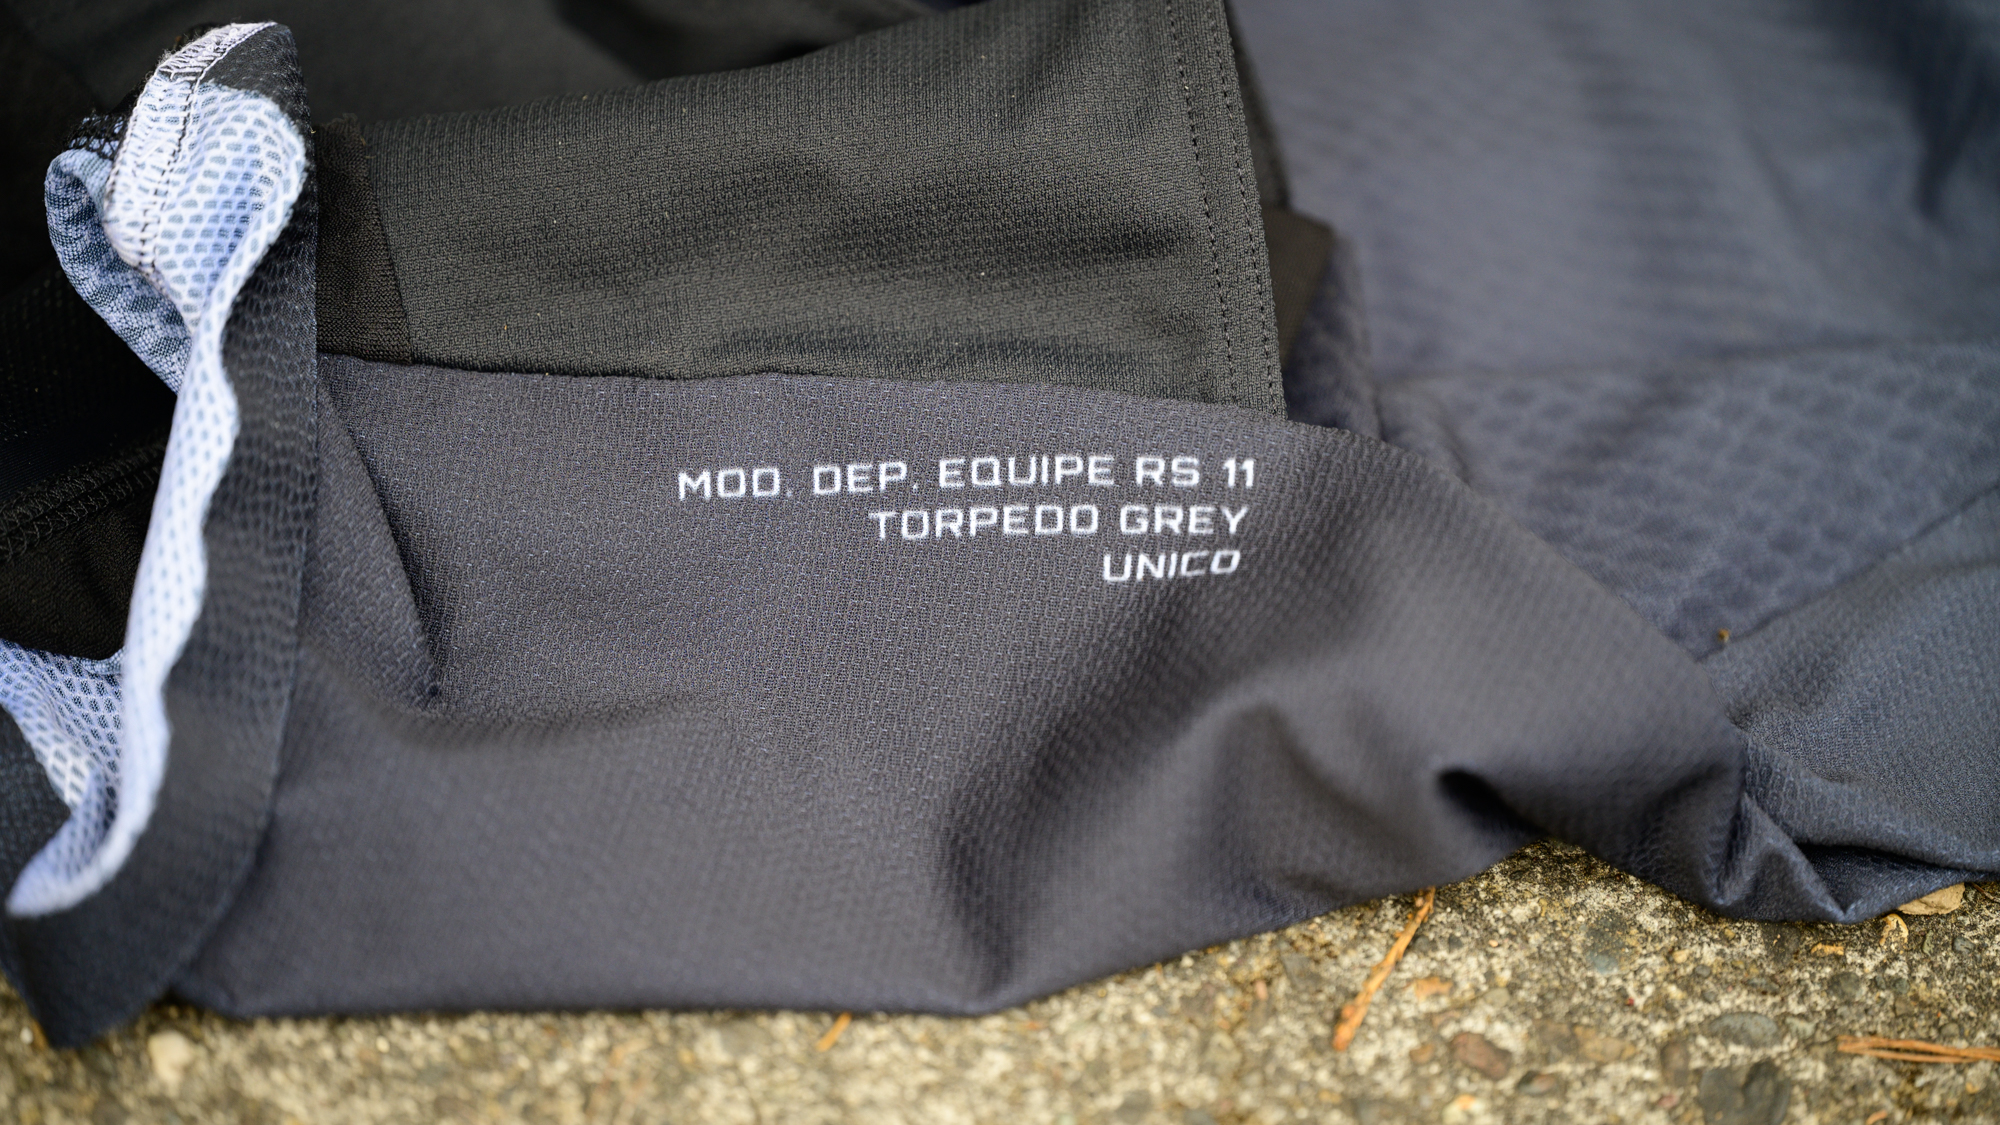 MOD. DEP. EQUIPE RS 11
TORPEDO GREY
UNICO